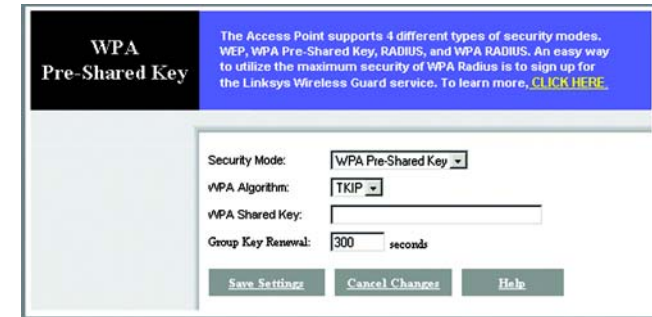 WPA
Pre-Shared Key
The Access Point supports 4 different types of security modes.
WEP, WPA Pre-Shared Key, RADIUS, and WPA RADIUS. An easy way
to utilize the maximum security of WPA Radius is to sign up for
the Linksys Wireless Guard service. To learn more, CLICK HERE.
Security Mode: WPA Pre-Shared Key
WPA Algorithm: TKIP
WPA Shared Key:
Group Key Renewal: 300 seconds
Save Settings Cancel Changes Help